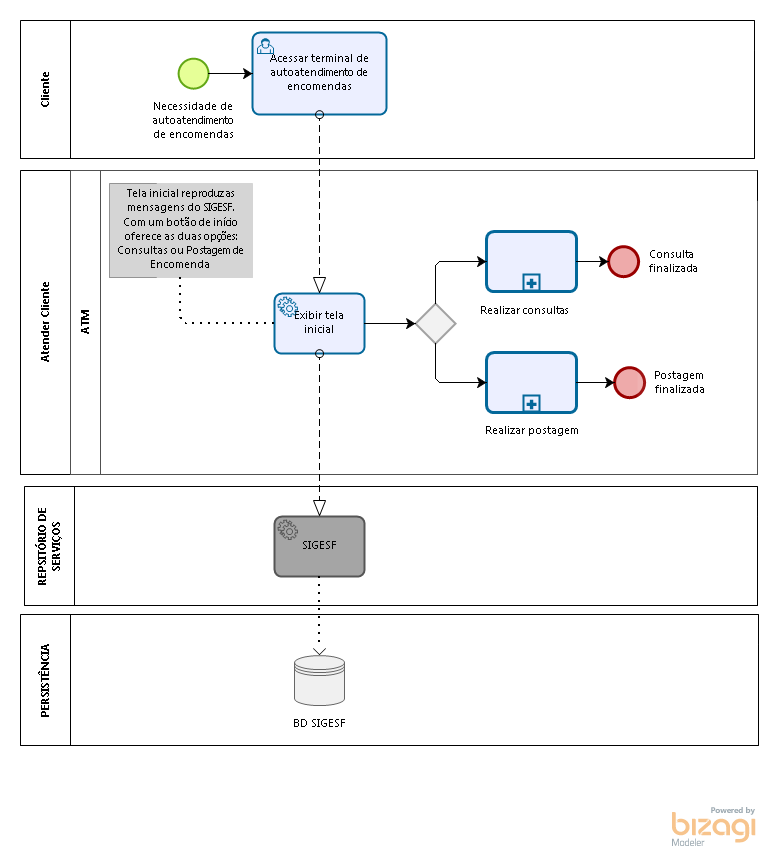 Cliente
Acessar terminal de
autoatendimento de
encomendas
Necessidade de
autoatendimento
de encomendas
Atender Cliente
ATM
Tela inicial reproduzas
mensagens do SIGESF.
Com um botão de início
oferece as duas opções:
Consultas ou Postagem de
Encomenda
Exibir tela
inicial
Realizar consultas
Consulta
finalizada
Realizar postagem
Postagem
finalizada
REPSITÓRIO DE
SERVIÇOS
SIGESF
PERSISTÊNCIA
BD SIGESF
Powered by
bizagi
Modeler